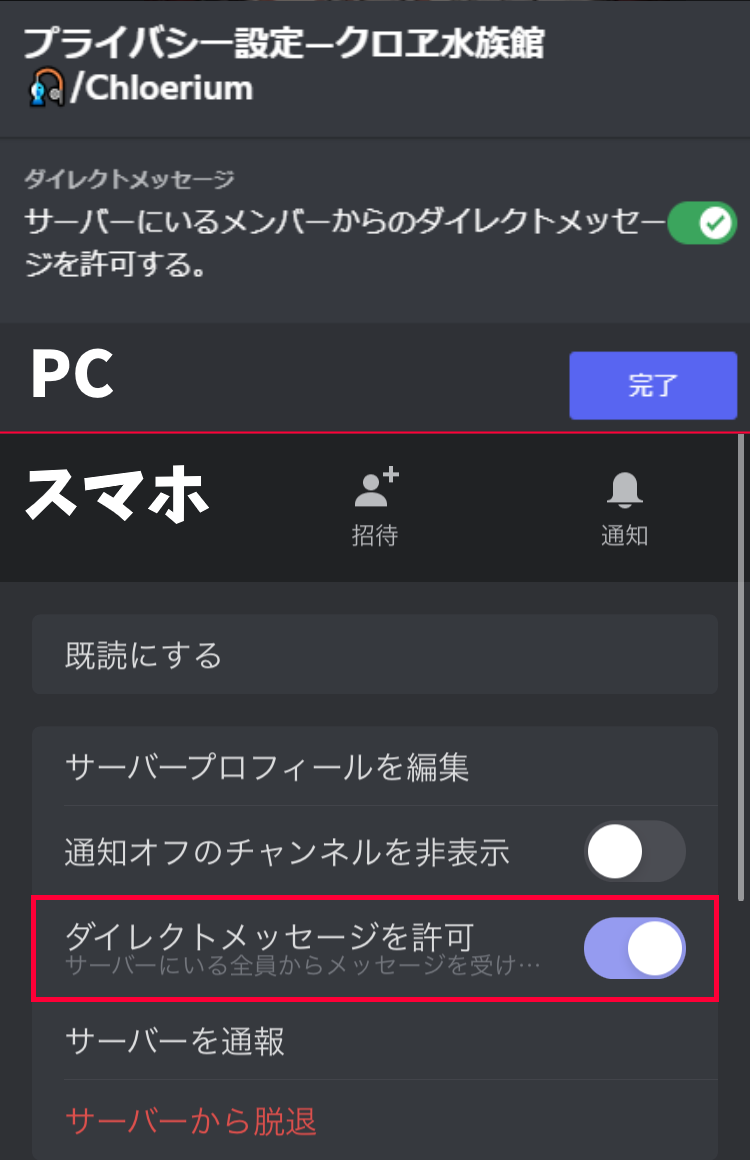 プライバシー設定—クロヱ水族館
/Chloerium
ダイレクトメッセージ
サーバーにいるメンバーからのダイレクトメッセー
ジを許可する。
PC
完了
スマホ
招待
通知
既読にする
サーバープロフィールを編集
通知オフのチャンネルを非表示
ダイレクトメッセージを許可
サーバーにいる全員からメッセージを受け…
サーバーを通報
サーバーから脱退